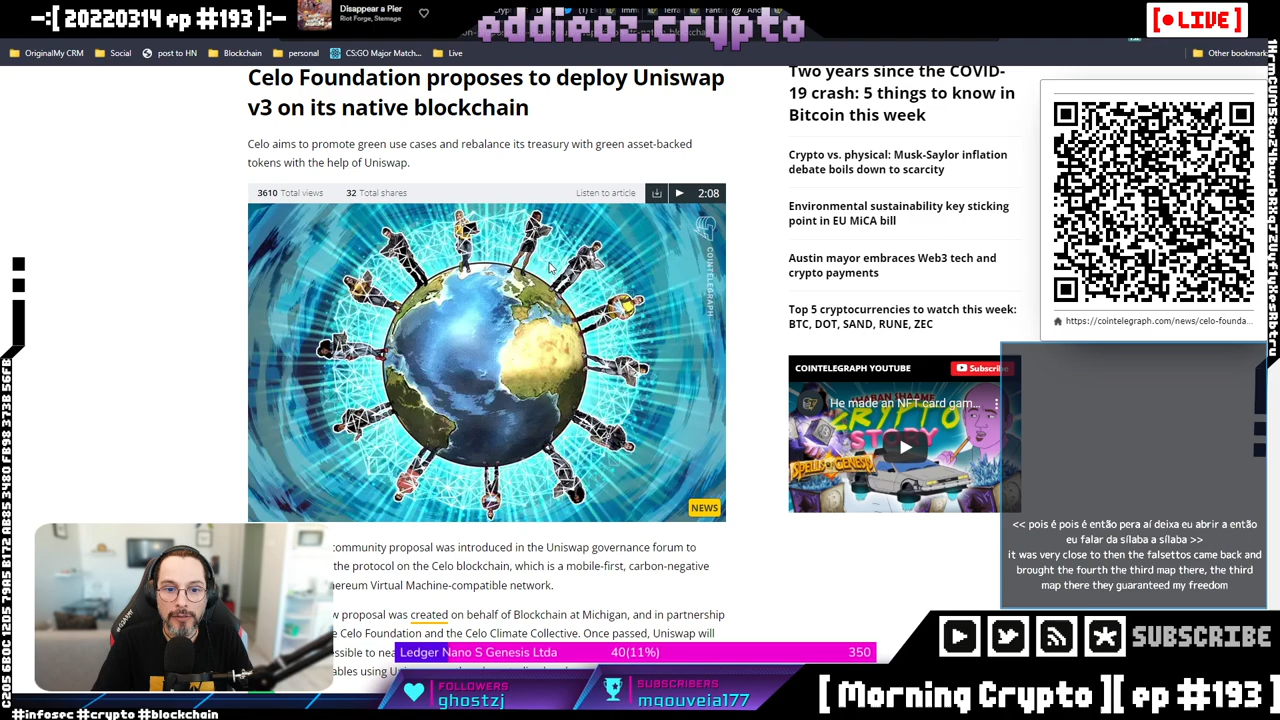 -:[ 20220314 ep #193 ]:-
Disappear a Pier
Riot Forge, Stemage
eddieoz.crypto
[ • LIVE ]
OriginalMy CRM
Social
post to HN
Blockchain
personal
CS:GO Major Match...
Live
Other bookmark
Celo Foundation proposes to deploy Uniswap
v3 on its native blockchain
Celo aims to promote green use cases and rebalance its treasury with green asset-backed
tokens with the help of Uniswap.
3610 Total views
32 Total shares
Listen to article
2:08
COINTELEGRAPH
NEWS
ommunity proposal was introduced in the Uniswap governance forum to
the protocol on the Celo blockchain, which is a mobile-first, carbon-negative
ereum Virtual Machine-compatible network.
w proposal was created on behalf of Blockchain at Michigan, and in partnership
e Celo Foundation and the Celo Climate Collective. Once passed, Uniswap will
Two years since the COVID-
19 crash: 5 things to know in
Bitcoin this week
Crypto vs. physical: Musk-Saylor inflation
debate boils down to scarcity
Environmental sustainability key sticking
point in EU MiCA bill
Austin mayor embraces Web3 tech and
crypto payments
Top 5 cryptocurrencies to watch this week:
BTC, DOT, SAND, RUNE, ZEC
COINTELEGRAPH YOUTUBE
Subscribe
He made an NFT card gam...
CRYPTO
STORY
SPELLS OF GENESIS
https://cointelegraph.com/news/celo-founda...
<< pois é pois é então pera aí deixa eu abrir a então
eu falar da sílaba a sílaba >>
it was very close to then the falsettos came back and
brought the fourth the third map there, the third
map there they guaranteed my freedom
Ledger Nano S Genesis Ltda
40(11%)
350
FOLLOWERS
ghostzj
SUBSCRIBERS
mgouveia177
SUBSCRIBE
[ Morning Crypto ][ ep #193 ]
#infosec #crypto #blockchain